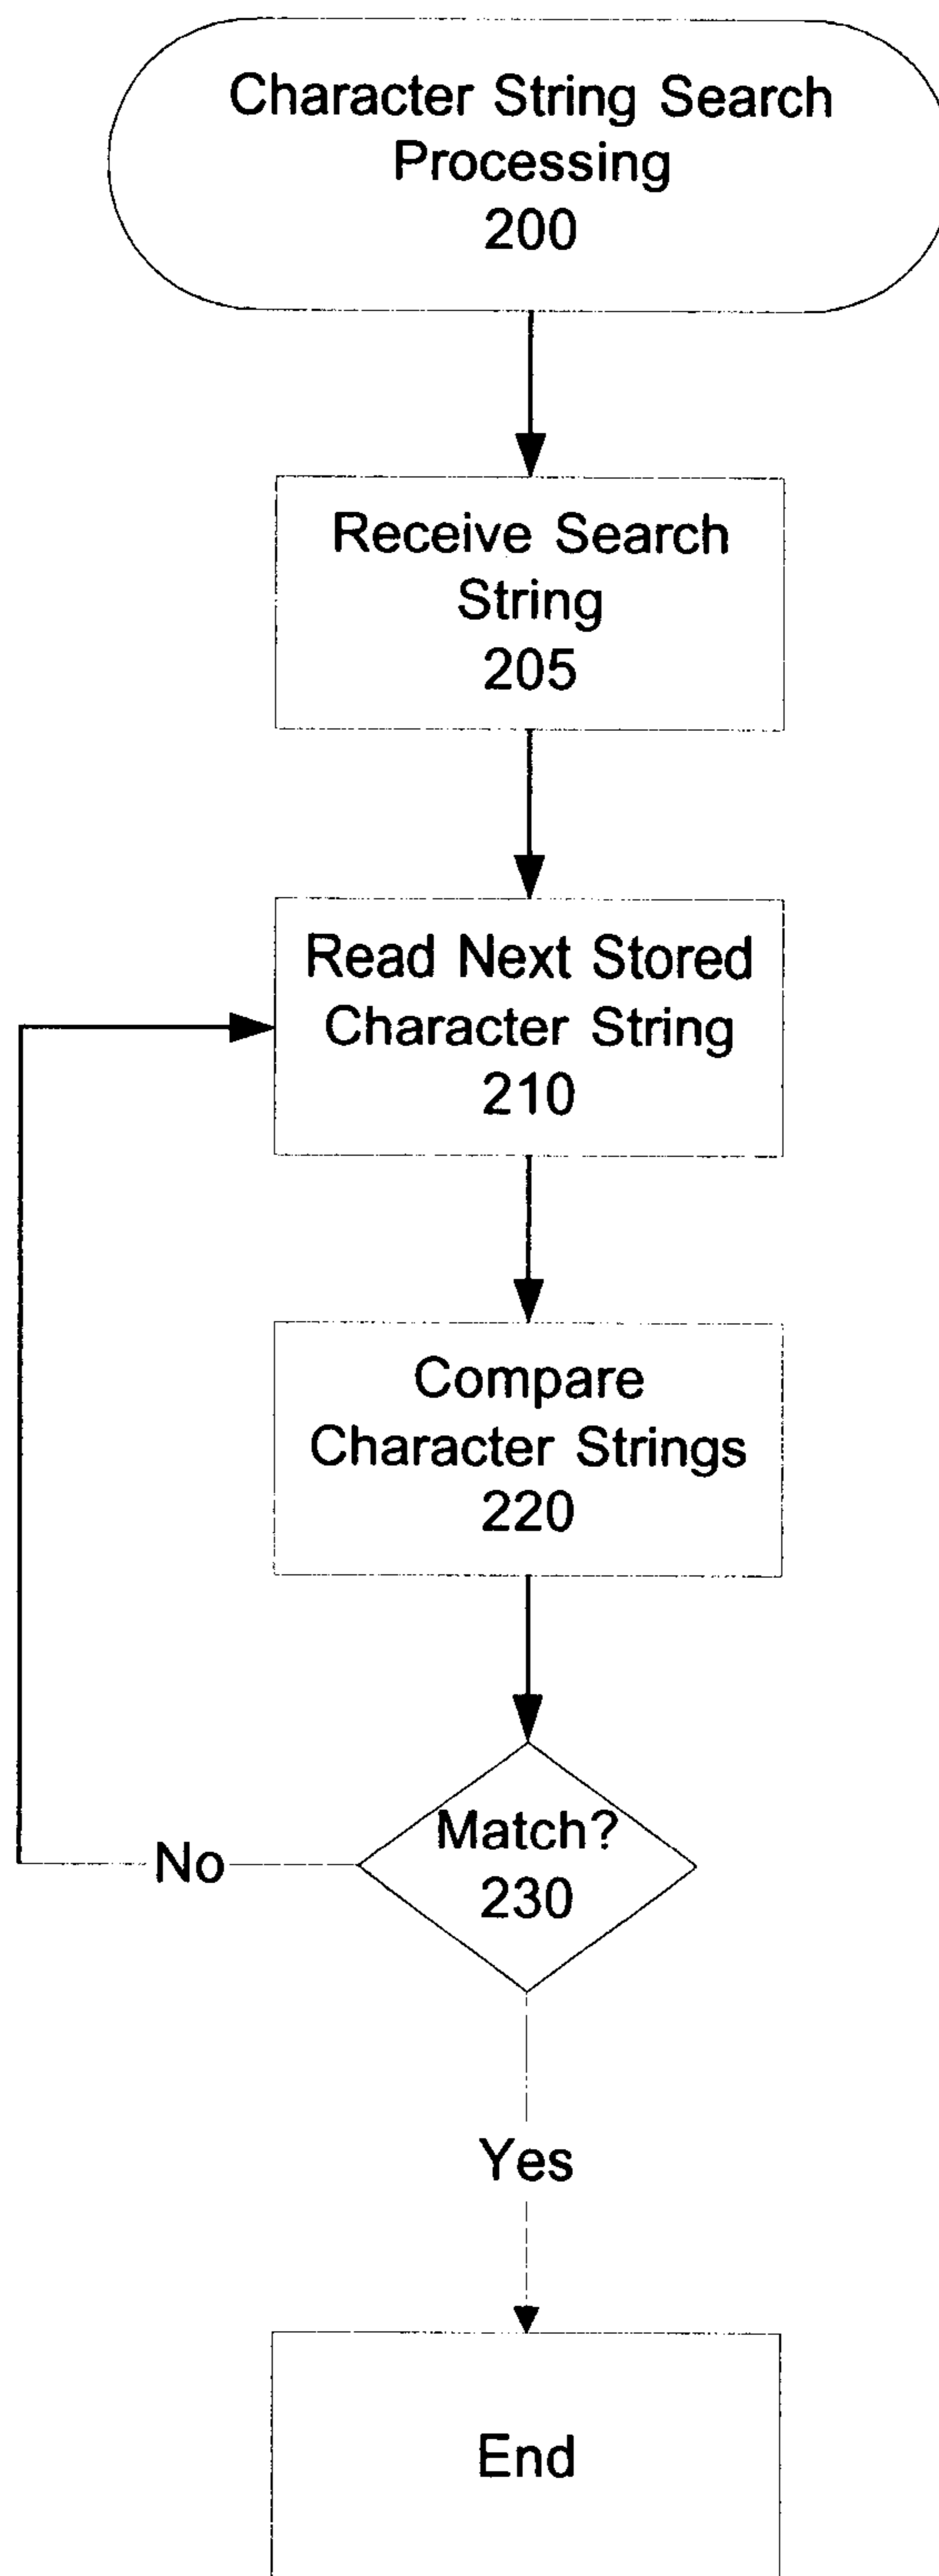 Character String Search
Processing
200
Receive Search
String
205
Read Next Stored
Character String
210
Compare
Character Strings
220
Match?
230
No
Yes
End